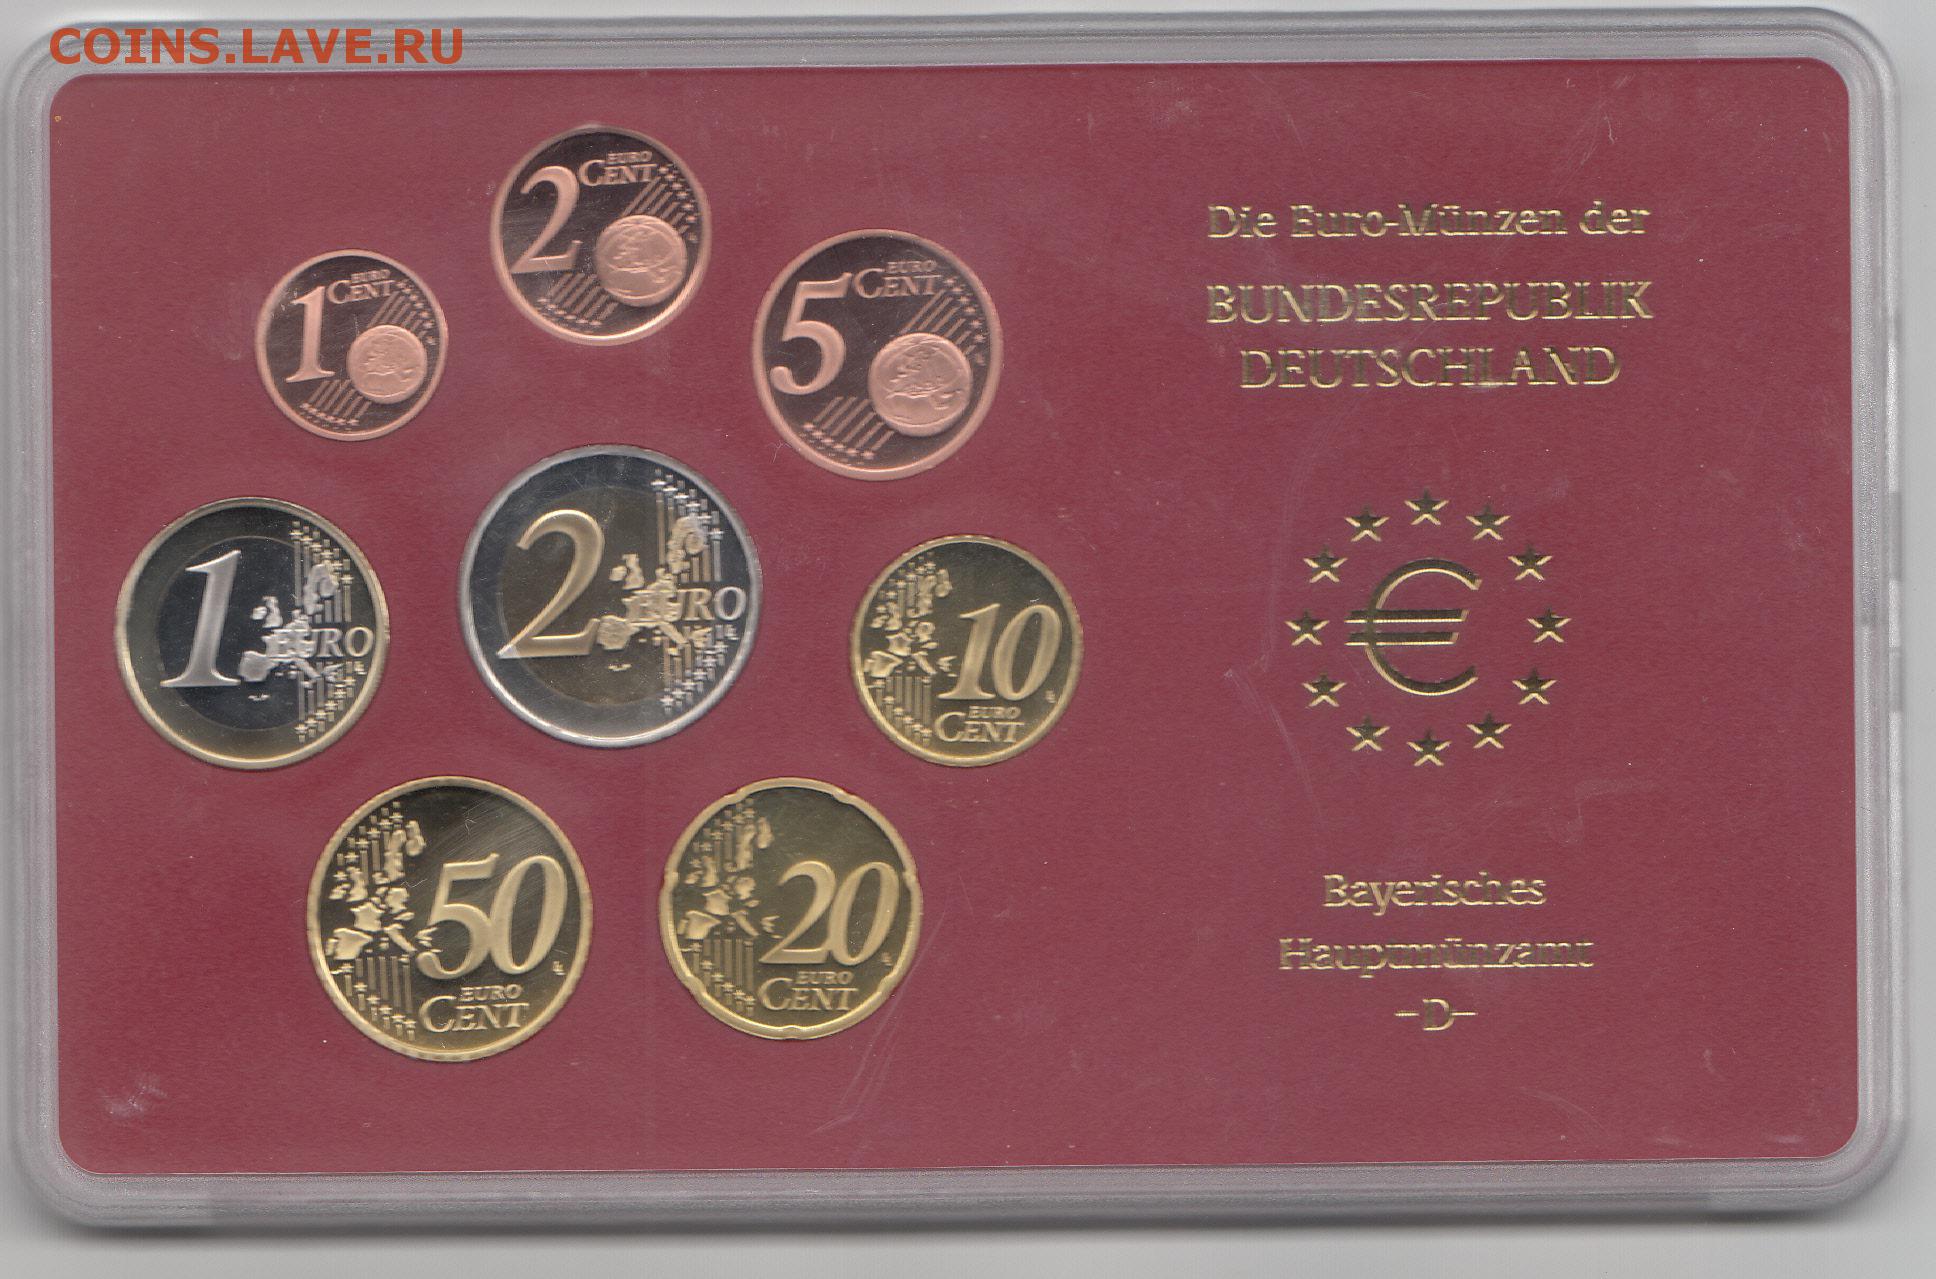 COINS.LAVE.RU
2 EURO CENT
1 EURO CENT
5 EURO CENT
1 EURO
2 EURO
10 EURO CENT
50 EURO CENT
20 EURO CENT
Die Euro-Münzen der
BUNDESREPUBLIK
DEUTSCHLAND
€
Bayerisches
Hauptmünzamt
-D-